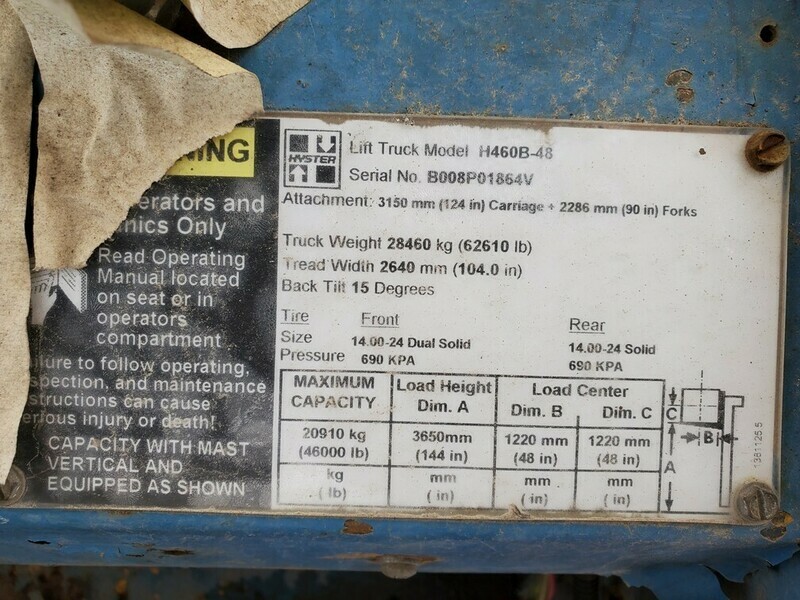 NING
erators and
nics Only
Read Operating
Manual located
on seat or in
operators
compartment
ilure to follow operating,
spection, and maintenance
structions can cause
erious injury or death!
CAPACITY WITH MAST
VERTICAL AND
EQUIPPED AS SHOWN
HYSTER
Lift Truck Model H460B-48
Serial No. B008P01864V
Attachment: 3150 mm (124 in) Carriage + 2286 mm (90 in) Forks
Truck Weight 28460 kg (62610 lb)
Tread Width 2640 mm (104.0 in)
Back Tilt 15 Degrees
Tire Front Rear
Size 14.00-24 Dual Solid 14.00-24 Solid
Pressure 690 KPA 690 KPA
MAXIMUM CAPACITY Load Height Dim. A Load Center Dim. B Dim. C
20910 kg 3650mm 1220 mm 1220 mm
(46000 lb) (144 in) (48 in) (48 in)
kg mm mm mm
( lb) ( in) ( in) ( in)
C
B
A
1381125 5